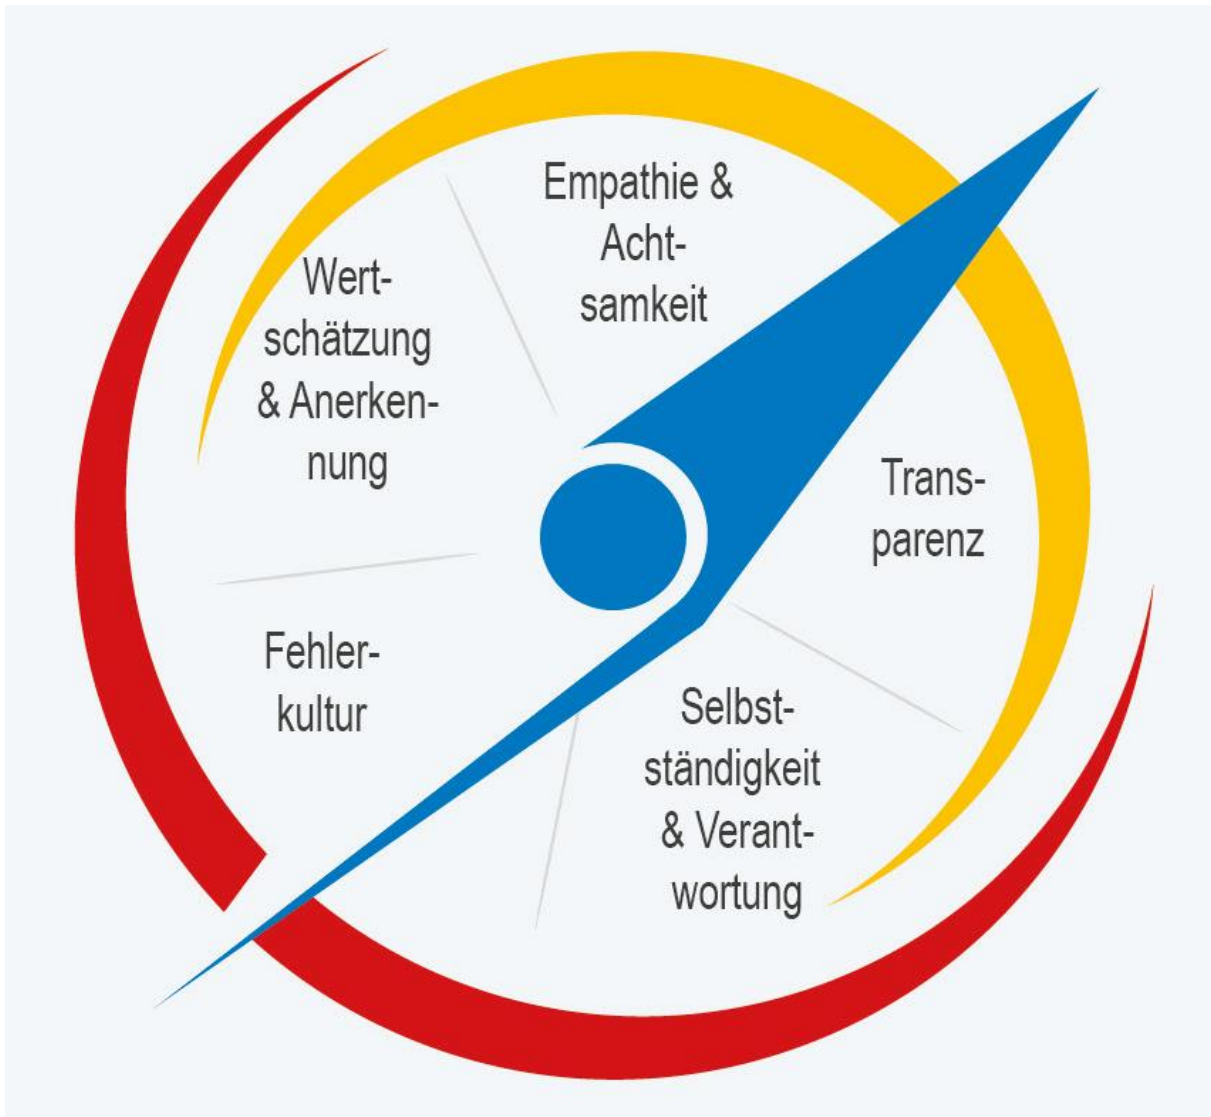 Empathie &
Acht-
samkeit
Wert-
schätzung
& Anerken-
nung
Trans-
parenz
Fehler-
kultur
Selbst-
ständigkeit
& Verant-
wortung